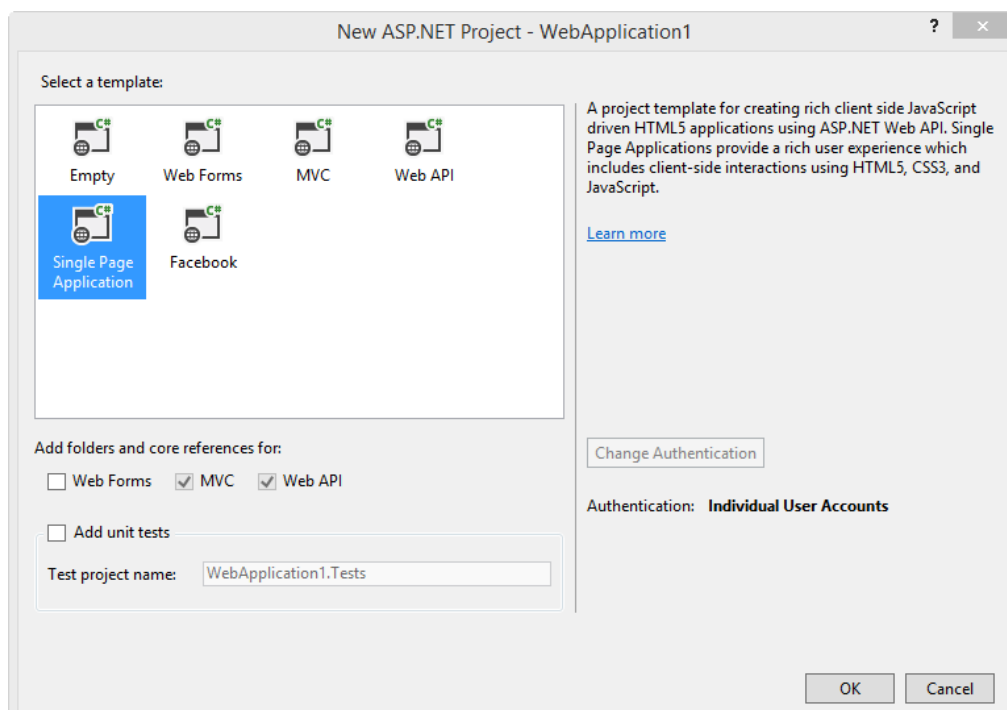 New ASP.NET Project - WebApplication1
?
Select a template:
C# C# C# C#
Empty Web Forms MVC Web API
C# C#
Single Page Facebook
Application
A project template for creating rich client side JavaScript
driven HTML5 applications using ASP.NET Web API. Single
Page Applications provide a rich user experience which
includes client-side interactions using HTML5, CSS3, and
JavaScript.
Learn more
Add folders and core references for:
Web Forms MVC Web API
Add unit tests
Test project name: WebApplication1.Tests
Change Authentication
Authentication: Individual User Accounts
OK Cancel